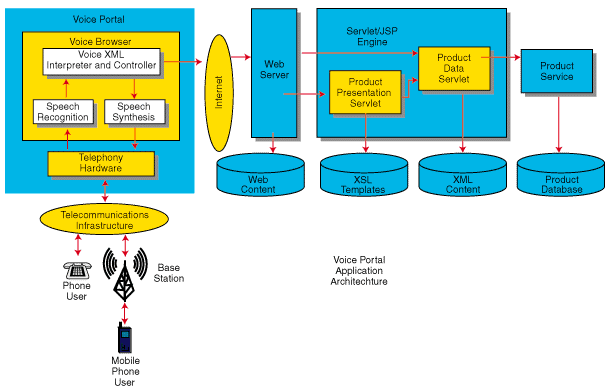 Voice Portal
Voice Browser
Voice XML
Interpreter and Controller
Speech
Recognition
Speech
Synthesis
Telephony
Hardware
Telecommunications
Infrastructure
Phone
User
Base
Station
Mobile
Phone
User
Internet
Web
Server
Servlet/JSP
Engine
Product
Presentation
Servlet
Product
Data
Servlet
Product
Service
Web
Content
XSL
Templates
XML
Content
Product
Database
Voice Portal
Application
Architechture